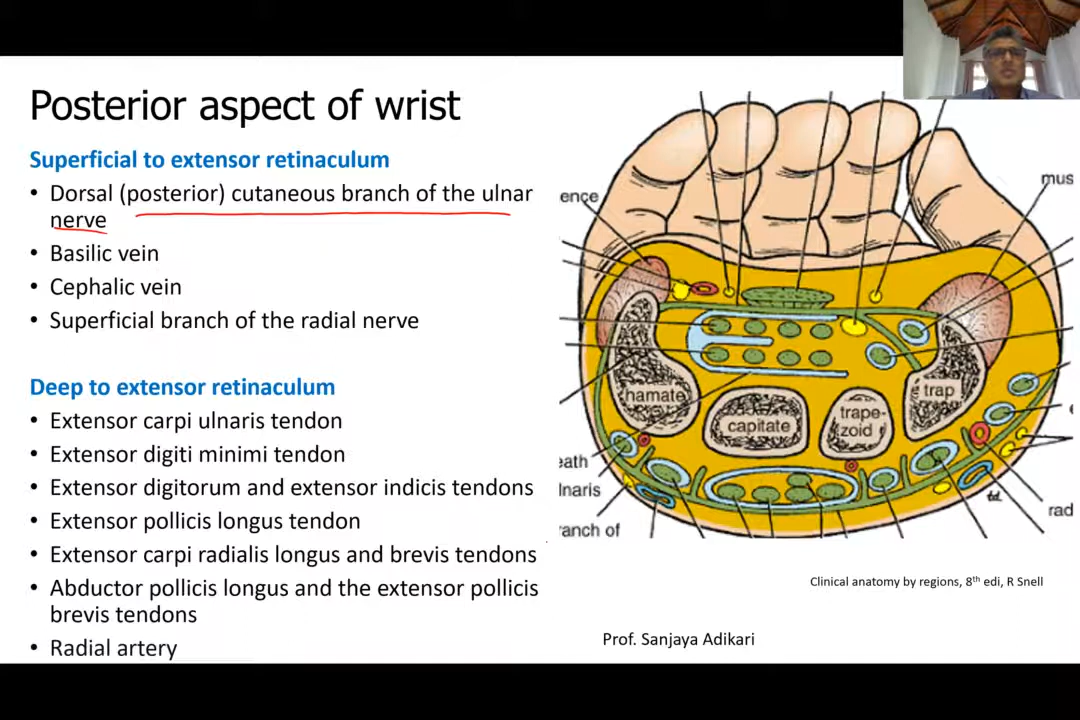 Posterior aspect of wrist
Superficial to extensor retinaculum
• Dorsal (posterior) cutaneous branch of the ulnar
nerve
• Basilic vein
• Cephalic vein
• Superficial branch of the radial nerve
Deep to extensor retinaculum
• Extensor carpi ulnaris tendon
• Extensor digiti minimi tendon
• Extensor digitorum and extensor indicis tendons
• Extensor pollicis longus tendon
• Extensor carpi radialis longus and brevis tendons
• Abductor pollicis longus and the extensor pollicis
brevis tendons
• Radial artery
ence
mus
hamate
capitate
trape-
zoid
trap
eath
ulnaris
ranch of
rad
Clinical anatomy by regions, 8th edi, R Snell
Prof. Sanjaya Adikari